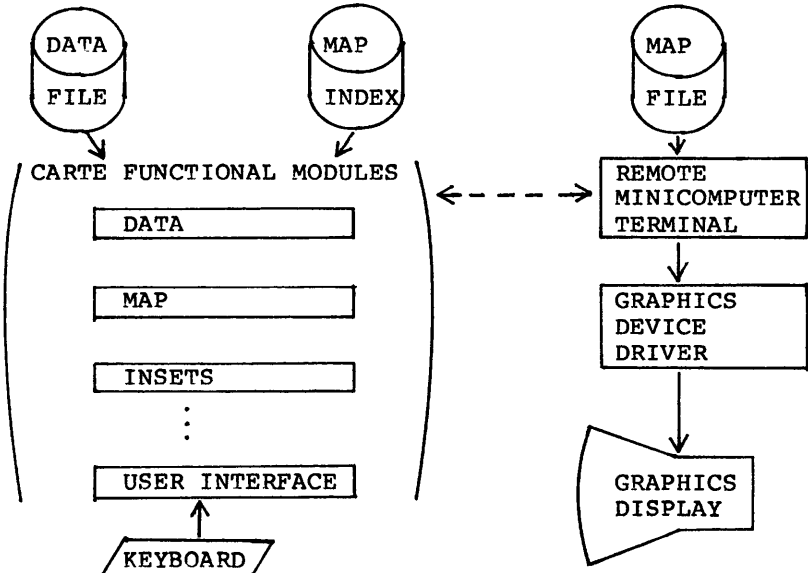 DATA
FILE
MAP
INDEX
MAP
FILE
CARTE FUNCTIONAL MODULES
DATA
MAP
INSETS
USER INTERFACE
KEYBOARD
REMOTE
MINICOMPUTER
TERMINAL
GRAPHICS
DEVICE
DRIVER
GRAPHICS
DISPLAY